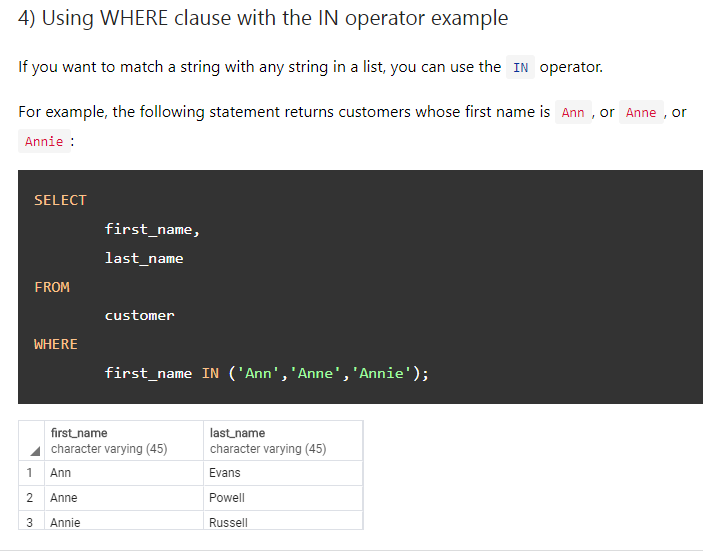 4) Using WHERE clause with the IN operator example
If you want to match a string with any string in a list, you can use the IN operator.
For example, the following statement returns customers whose first name is Ann , or Anne , or
Annie :
SELECT
first_name,
last_name
FROM
customer
WHERE
first_name IN ('Ann','Anne','Annie');
first_name last_name
character varying (45) character varying (45)
1 Ann Evans
2 Anne Powell
3 Annie Russell